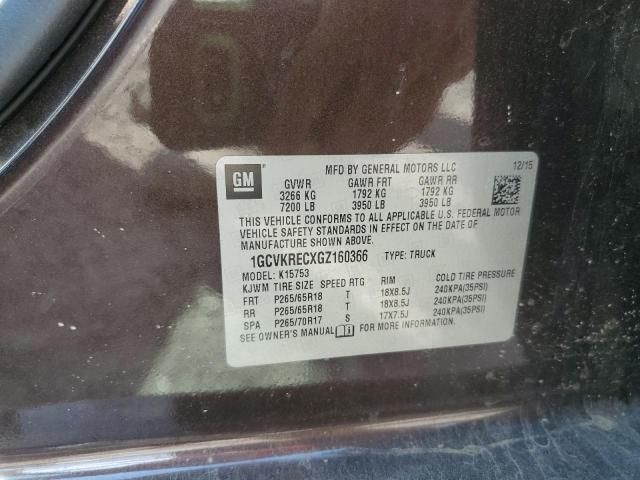 GM
MFD BY GENERAL MOTORS LLC 12/15
GVWR GAWR FRT GAWR RR
3266 KG 1792 KG 1792 KG
7200 LB 3950 LB 3950 LB
THIS VEHICLE CONFORMS TO ALL APPLICABLE U.S. FEDERAL MOTOR
VEHICLE SAFETY STANDARDS IN EFFECT ON THE DATE OF
MANUFACTURE SHOWN ABOVE.
1GCVKRECXGZ160366 TYPE: TRUCK
MODEL: K15753
KJWM TIRE SIZE SPEED RTG RIM COLD TIRE PRESSURE
FRT P265/65R18 T 18X8.5J 240KPA(35PSI)
RR P265/65R18 T 18X8.5J 240KPA(35PSI)
SPA P265/70R17 S 17X7.5J 240KPA(35PSI)
SEE OWNER'S MANUAL FOR MORE INFORMATION.